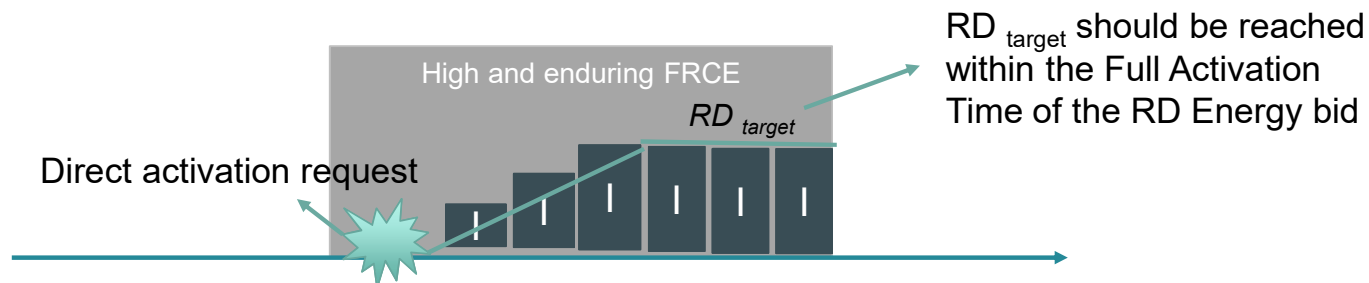 RD target should be reached
within the Full Activation
Time of the RD Energy bid
High and enduring FRCE
RD target
Direct activation request
I I I I I I